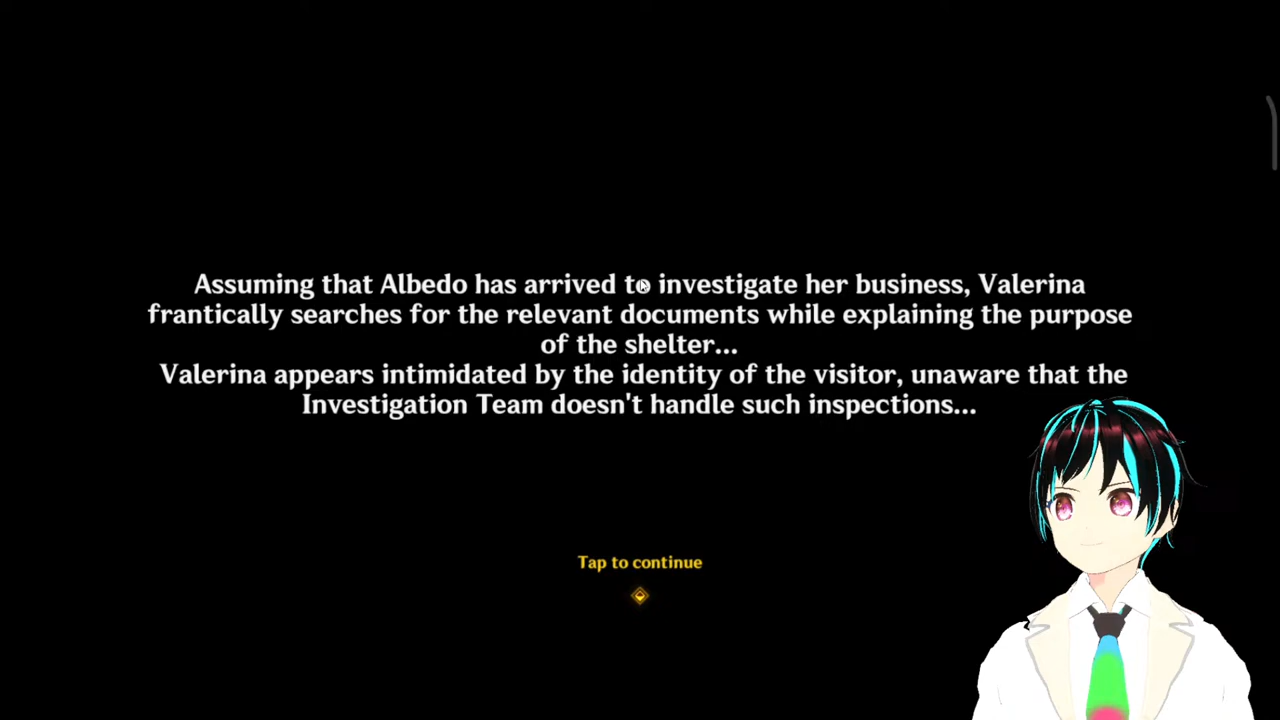 Assuming that Albedo has arrived to investigate her business, Valerina
frantically searches for the relevant documents while explaining the purpose
of the shelter...
Valerina appears intimidated by the identity of the visitor, unaware that the
Investigation Team doesn't handle such inspections...
Tap to continue